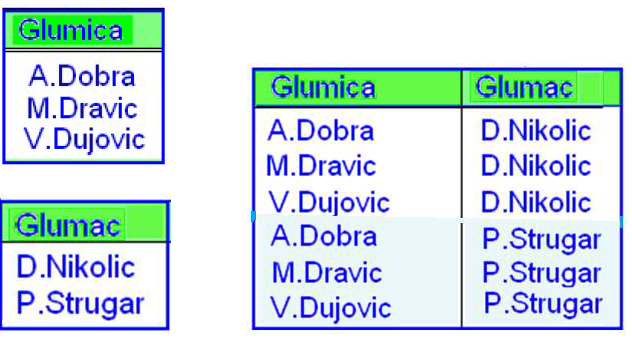 Glumica
A.Dobra
M.Dravic
V.Dujovic
Glumac
D.Nikolic
P.Strugar
Glumica Glumac
A.Dobra D.Nikolic
M.Dravic D.Nikolic
V.Dujovic D.Nikolic
A.Dobra P.Strugar
M.Dravic P.Strugar
V.Dujovic P.Strugar